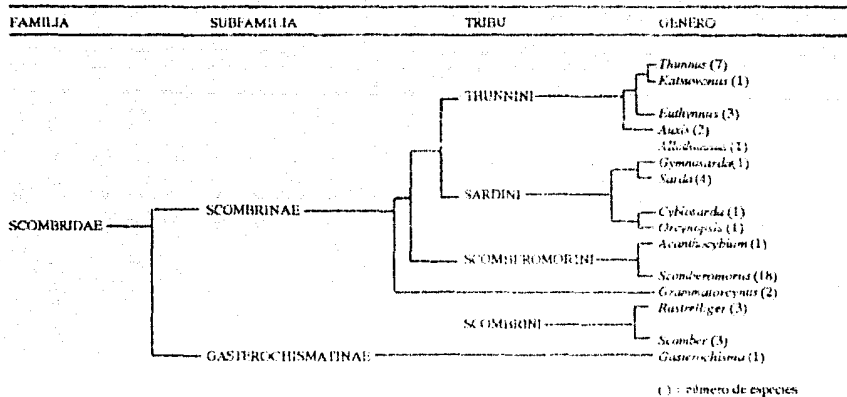 FAMILIA SUBFAMILIA TRIBU GENERO
Thunnus (7)
Katsuwonus (1)
THUNNINI
Euthynnus (3)
Auxis (2)
(1)
Gymnosarda (1)
Sarda (4)
SARDINI
SCOMBRIDAE SCOMBRINAE
Cybiosarda (1)
Orcynopsis (1)
Acanthocybium (1)
SCOMBEROMORINI
Scomberomorus (18)
Grammatorcynus (2)
Rastrelliger (3)
SCOMBRINI
Scomber (3)
GASTEROCHISMATINAE Gasterochisma (1)
( ) : número de especies